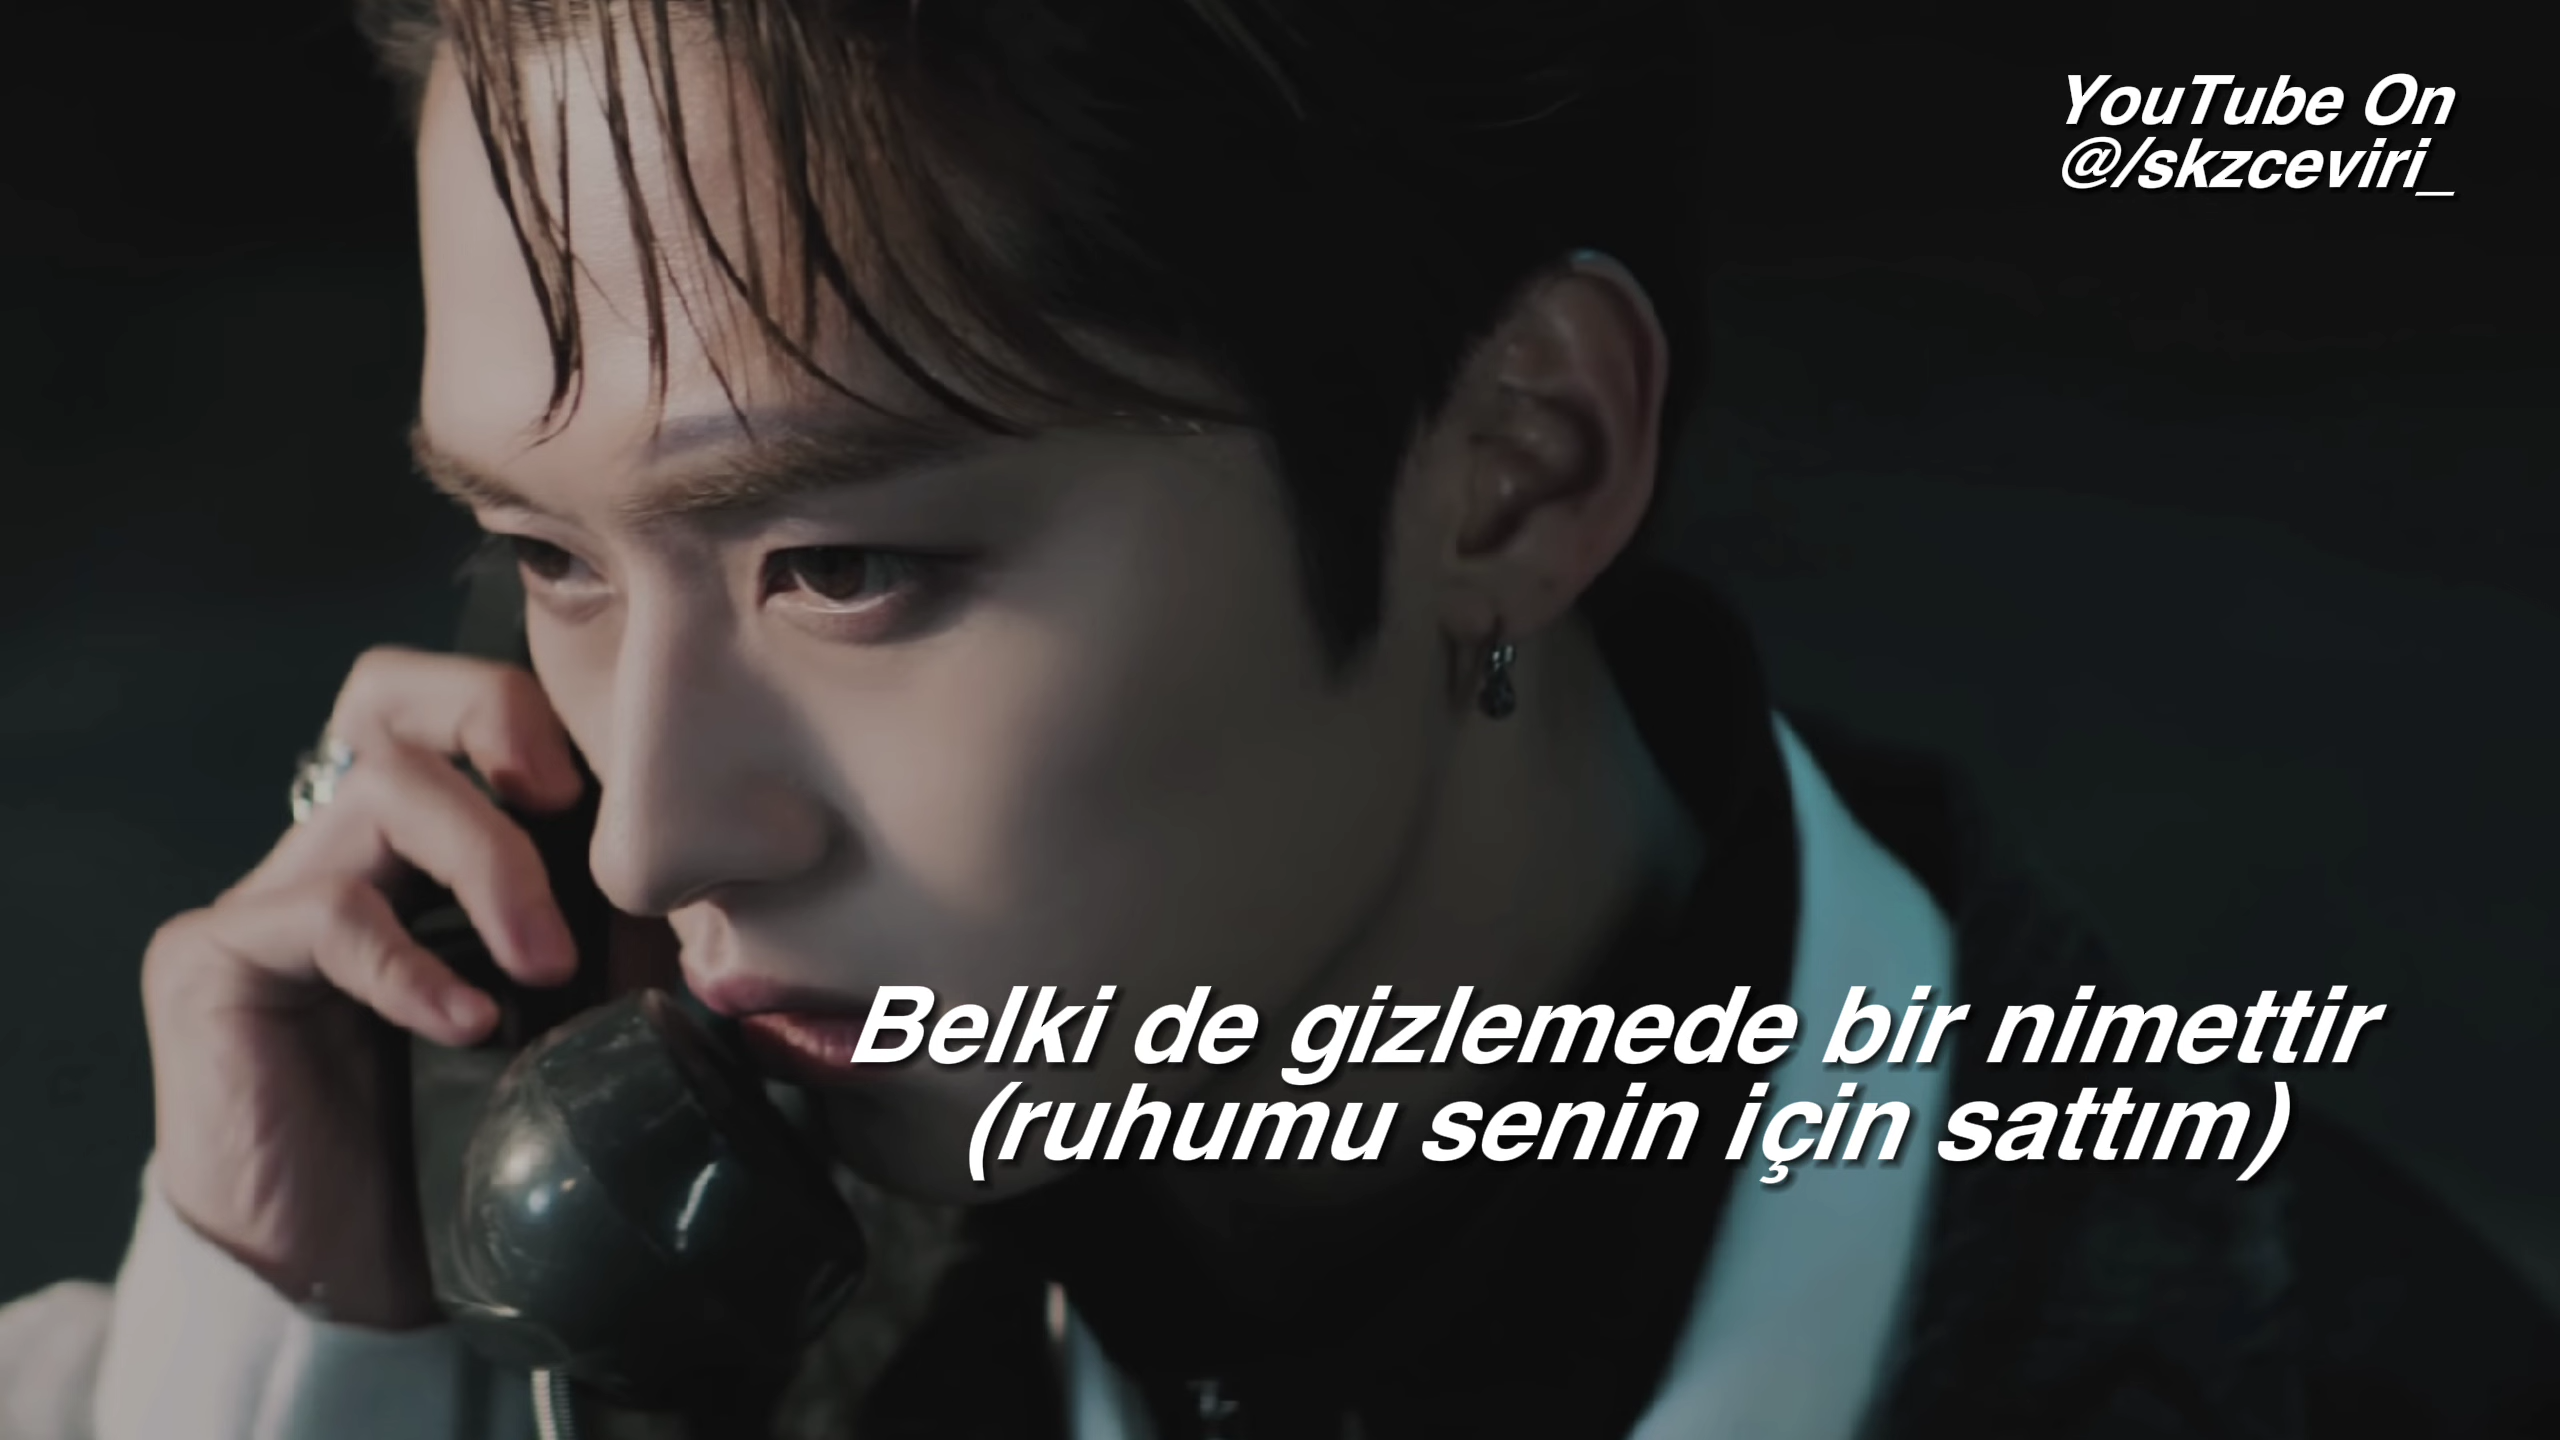 YouTube On
@/skzceviri_
Belki de gizlemede bir nimettir
(ruhumu senin için sattım)